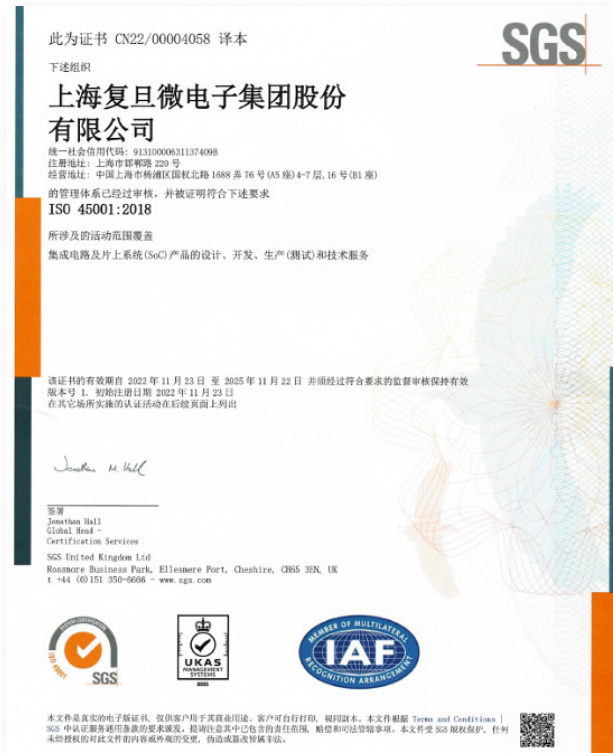 此为证书 CN22/00004058 译本
SGS
下述组织
上海复旦微电子集团股份
有限公司
统一社会信用代码: 91310000631137409B
注册地址: 上海市邯郸路 220 号
经营地址: 中国上海市杨浦区国权北路 1688 弄 76 号(A5 座)4-7 层, 16 号(B1 座)
的管理体系已经过审核, 并被证明符合下述要求
ISO 45001:2018
所涉及的活动范围覆盖
集成电路及片上系统(SoC)产品的设计、开发、生产(测试)和技术服务
该证书的有效期自 2022 年 11 月 23 日 至 2025 年 11 月 22 日 并须经过符合要求的监督审核保持有效
版本号 1. 初始注册日期 2022 年 11 月 23 日
在其它场所实施的认证活动在后续页面上列出
Jonathan M. Hall
签署
Jonathan Hall
Global Head -
Certification Services
SGS United Kingdom Ltd
Rossmore Business Park, Ellesmere Port, Cheshire, CH65 3EN, UK
t +44 (0)151 350-6666 - www.sgs.com
SYSTEM CERTIFICATION
ISO 45001
SGS
UKAS
MANAGEMENT
SYSTEMS
0005
MEMBER OF MULTILATERAL
IAF
RECOGNITION ARRANGEMENT
本文件是真实的电子版证书, 仅供客户用于其商业用途。客户可自行打印, 视同副本。本文件根据 Terms and Conditions |
SGS 中认证服务通用条款的要求颁发。提请注意其中已包含的责任范围, 赔偿和司法管辖事项。本文件受 SGS 版权保护, 任何
未经授权的对此文件的内容或外观的变更, 伪造或篡改皆属非法。